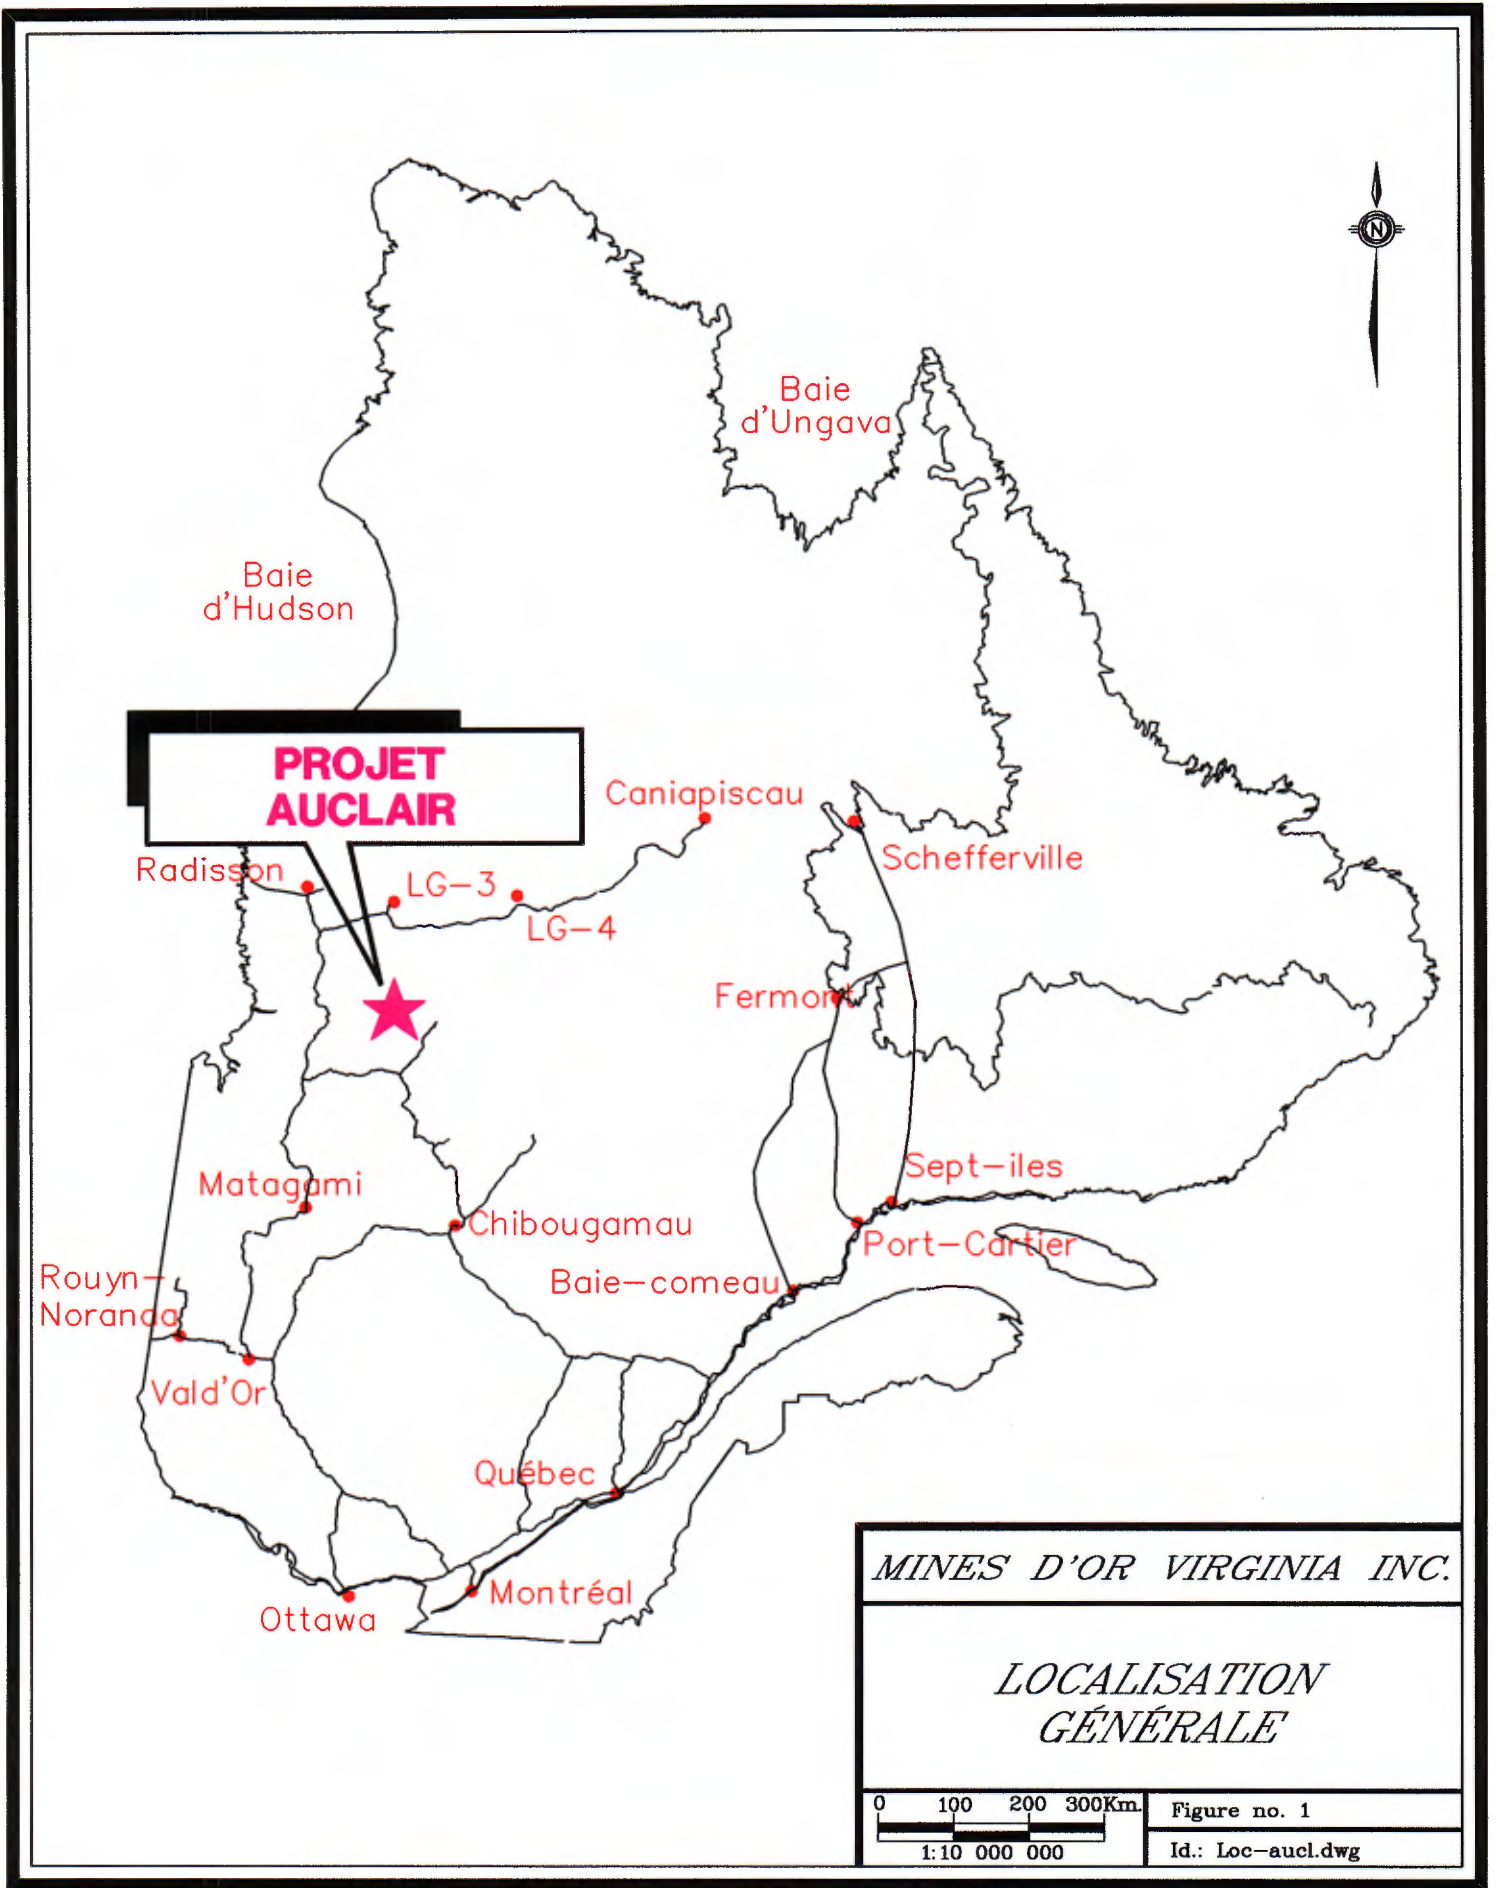 N
Baie
d'Ungava
Baie
d'Hudson
PROJET
AUCLAIR
Caniapiscau
Radisson
LG-3
LG-4
Schefferville
Fermont
Sept-iles
Matagami
Chibougamau
Port-Cartier
Baie-comeau
Rouyn-
Noranda
Vald'Or
Québec
Montréal
Ottawa
MINES D'OR VIRGINIA INC.
LOCALISATION
GÉNÉRALE
0 100 200 300Km.
1:10 000 000
Figure no. 1
Id.: Loc-aucl.dwg